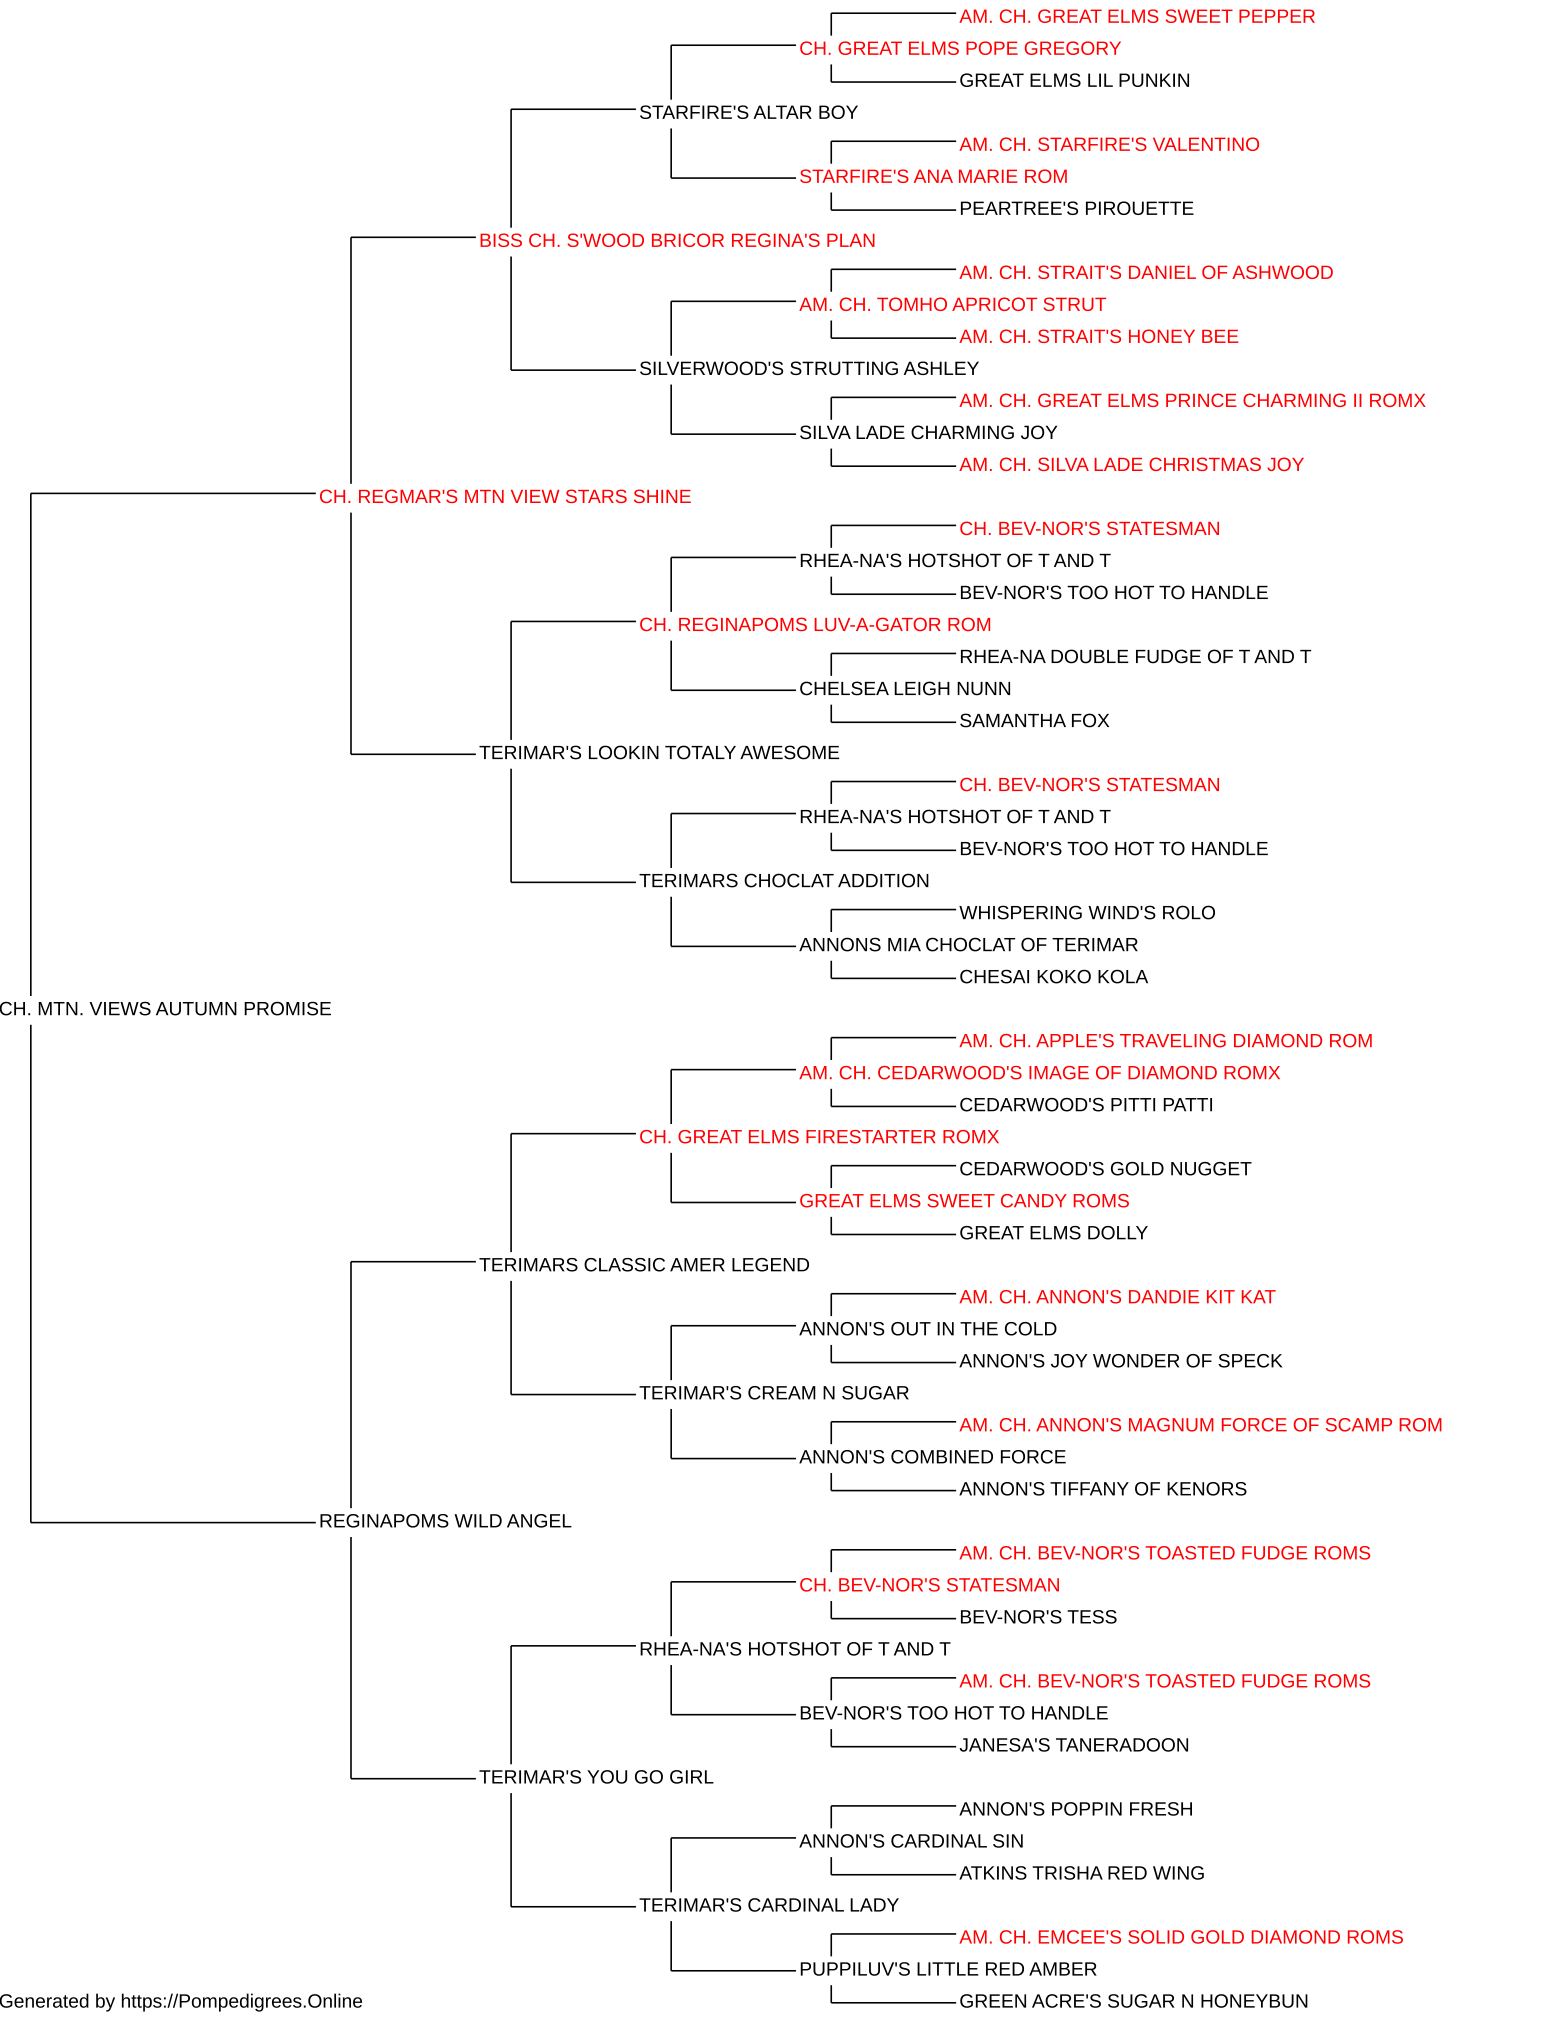 AM. CH. GREAT ELMS SWEET PEPPER
CH. GREAT ELMS POPE GREGORY
GREAT ELMS LIL PUNKIN
STARFIRE'S ALTAR BOY
AM. CH. STARFIRE'S VALENTINO
STARFIRE'S ANA MARIE ROM
PEARTREE'S PIROUETTE
BISS CH. S'WOOD BRICOR REGINA'S PLAN
AM. CH. STRAIT'S DANIEL OF ASHWOOD
AM. CH. TOMHO APRICOT STRUT
AM. CH. STRAIT'S HONEY BEE
SILVERWOOD'S STRUTTING ASHLEY
AM. CH. GREAT ELMS PRINCE CHARMING II ROMX
SILVA LADE CHARMING JOY
AM. CH. SILVA LADE CHRISTMAS JOY
CH. REGMAR'S MTN VIEW STARS SHINE
CH. BEV-NOR'S STATESMAN
RHEA-NA'S HOTSHOT OF T AND T
BEV-NOR'S TOO HOT TO HANDLE
CH. REGINAPOMS LUV-A-GATOR ROM
RHEA-NA DOUBLE FUDGE OF T AND T
CHELSEA LEIGH NUNN
SAMANTHA FOX
TERIMAR'S LOOKIN TOTALY AWESOME
CH. BEV-NOR'S STATESMAN
RHEA-NA'S HOTSHOT OF T AND T
BEV-NOR'S TOO HOT TO HANDLE
TERIMARS CHOCLAT ADDITION
WHISPERING WIND'S ROLO
ANNONS MIA CHOCLAT OF TERIMAR
CHESAI KOKO KOLA
CH. MTN. VIEWS AUTUMN PROMISE
AM. CH. APPLE'S TRAVELING DIAMOND ROM
AM. CH. CEDARWOOD'S IMAGE OF DIAMOND ROMX
CEDARWOOD'S PITTI PATTI
CH. GREAT ELMS FIRESTARTER ROMX
CEDARWOOD'S GOLD NUGGET
GREAT ELMS SWEET CANDY ROMS
GREAT ELMS DOLLY
TERIMARS CLASSIC AMER LEGEND
AM. CH. ANNON'S DANDIE KIT KAT
ANNON'S OUT IN THE COLD
ANNON'S JOY WONDER OF SPECK
TERIMAR'S CREAM N SUGAR
AM. CH. ANNON'S MAGNUM FORCE OF SCAMP ROM
ANNON'S COMBINED FORCE
ANNON'S TIFFANY OF KENORS
REGINAPOMS WILD ANGEL
AM. CH. BEV-NOR'S TOASTED FUDGE ROMS
CH. BEV-NOR'S STATESMAN
BEV-NOR'S TESS
RHEA-NA'S HOTSHOT OF T AND T
AM. CH. BEV-NOR'S TOASTED FUDGE ROMS
BEV-NOR'S TOO HOT TO HANDLE
JANESA'S TANERADOON
TERIMAR'S YOU GO GIRL
ANNON'S POPPIN FRESH
ANNON'S CARDINAL SIN
ATKINS TRISHA RED WING
TERIMAR'S CARDINAL LADY
AM. CH. EMCEE'S SOLID GOLD DIAMOND ROMS
PUPPILUV'S LITTLE RED AMBER
GREEN ACRE'S SUGAR N HONEYBUN
Generated by https://Pompedigrees.Online